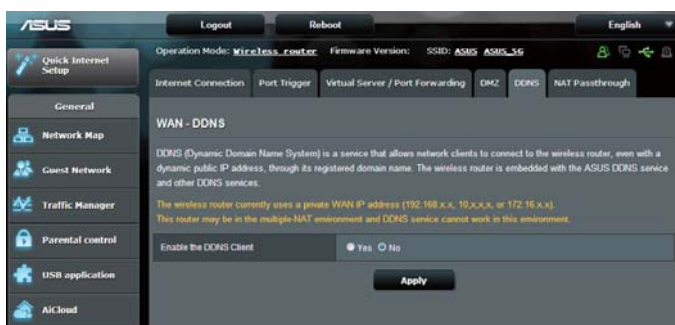 ASUS
Logout
Reboot
English
Quick Internet Setup
Operation Mode: Wireless router Firmware Version: SSID: ASUS ASUS_5G
Internet Connection
Port Trigger
Virtual Server / Port Forwarding
DMZ
DDNS
NAT Passthrough
General
Network Map
Guest Network
Traffic Manager
Parental control
USB application
AiCloud
WAN - DDNS
DDNS (Dynamic Domain Name System) is a service that allows network clients to connect to the wireless router, even with a
dynamic public IP address, through its registered domain name. The wireless router is embedded with the ASUS DDNS service
and other DDNS services.
The wireless router currently uses a private WAN IP address (192.168.x.x, 10,x,x,x, or 172.16.x.x).
This router may be in the multiple-NAT environment and DDNS service cannot work in this environment.
Enable the DDNS Client
Yes No
Apply